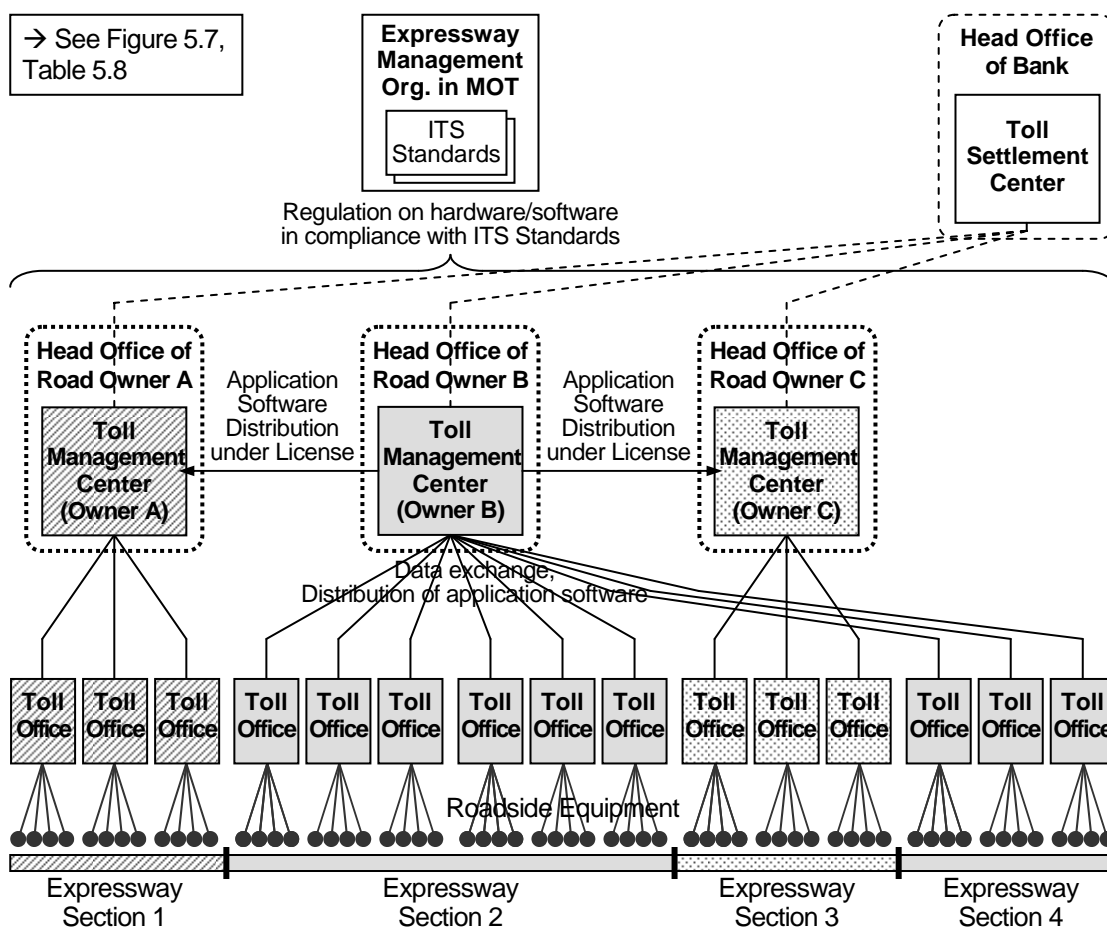 → See Figure 5.7,
Table 5.8
Expressway
Management
Org. in MOT
ITS
Standards
Head Office
of Bank
Toll
Settlement
Center
Regulation on hardware/software
in compliance with ITS Standards
Head Office of
Road Owner A
Toll
Management
Center
(Owner A)
Application
Software
Distribution
under License
Head Office of
Road Owner B
Toll
Management
Center
(Owner B)
Application
Software
Distribution
under License
Head Office of
Road Owner C
Toll
Management
Center
(Owner C)
Data exchange,
Distribution of application software
Toll
Office
Toll
Office
Toll
Office
Toll
Office
Toll
Office
Toll
Office
Toll
Office
Toll
Office
Toll
Office
Toll
Office
Toll
Office
Toll
Office
Toll
Office
Toll
Office
Toll
Office
Roadside Equipment
Expressway
Section 1
Expressway
Section 2
Expressway
Section 3
Expressway
Section 4